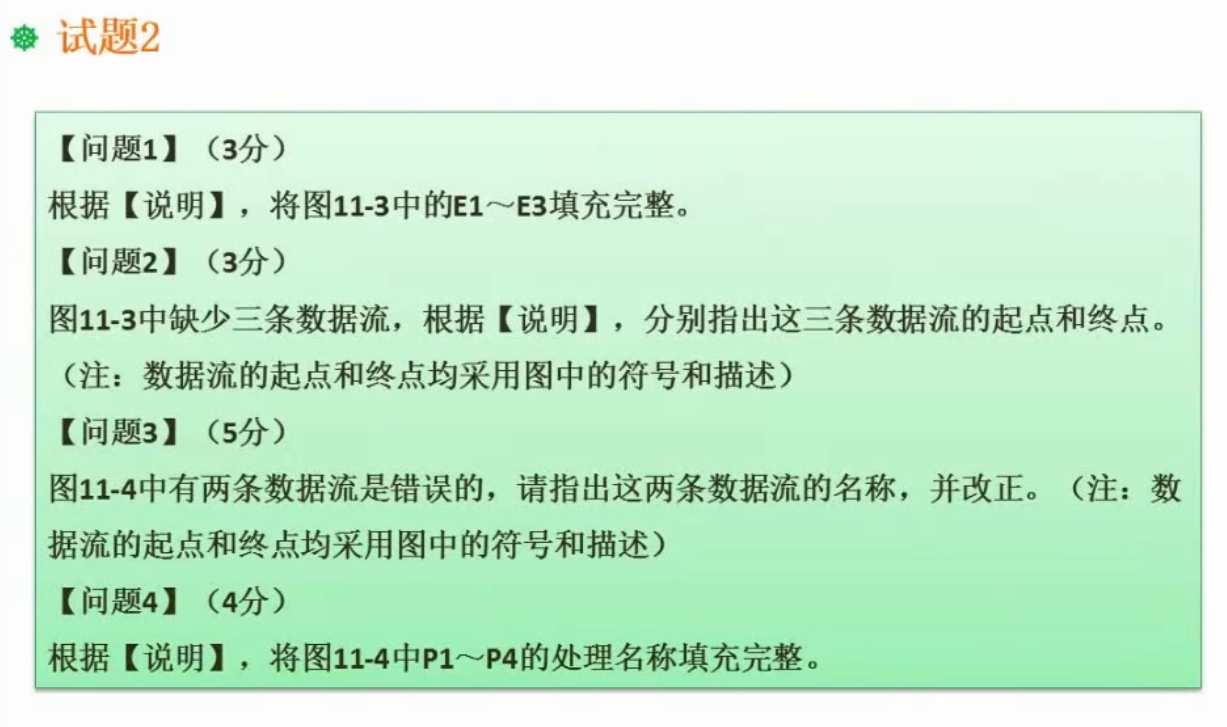 试题2
【问题1】（3分）
根据【说明】，将图11-3中的E1～E3填充完整。
【问题2】（3分）
图11-3中缺少三条数据流，根据【说明】，分别指出这三条数据流的起点和终点。
（注：数据流的起点和终点均采用图中的符号和描述）
【问题3】（5分）
图11-4中有两条数据流是错误的，请指出这两条数据流的名称，并改正。（注：数
据流的起点和终点均采用图中的符号和描述）
【问题4】（4分）
根据【说明】，将图11-4中P1～P4的处理名称填充完整。